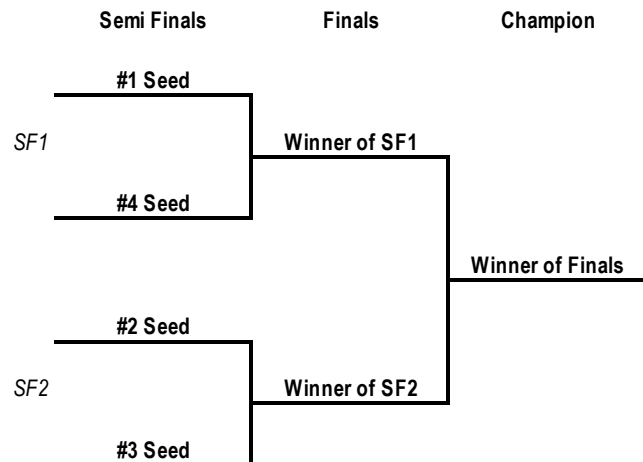 Semi Finals Finals Champion
#1 Seed
SF1
Winner of SF1
#4 Seed
Winner of Finals
#2 Seed
SF2
Winner of SF2
#3 Seed